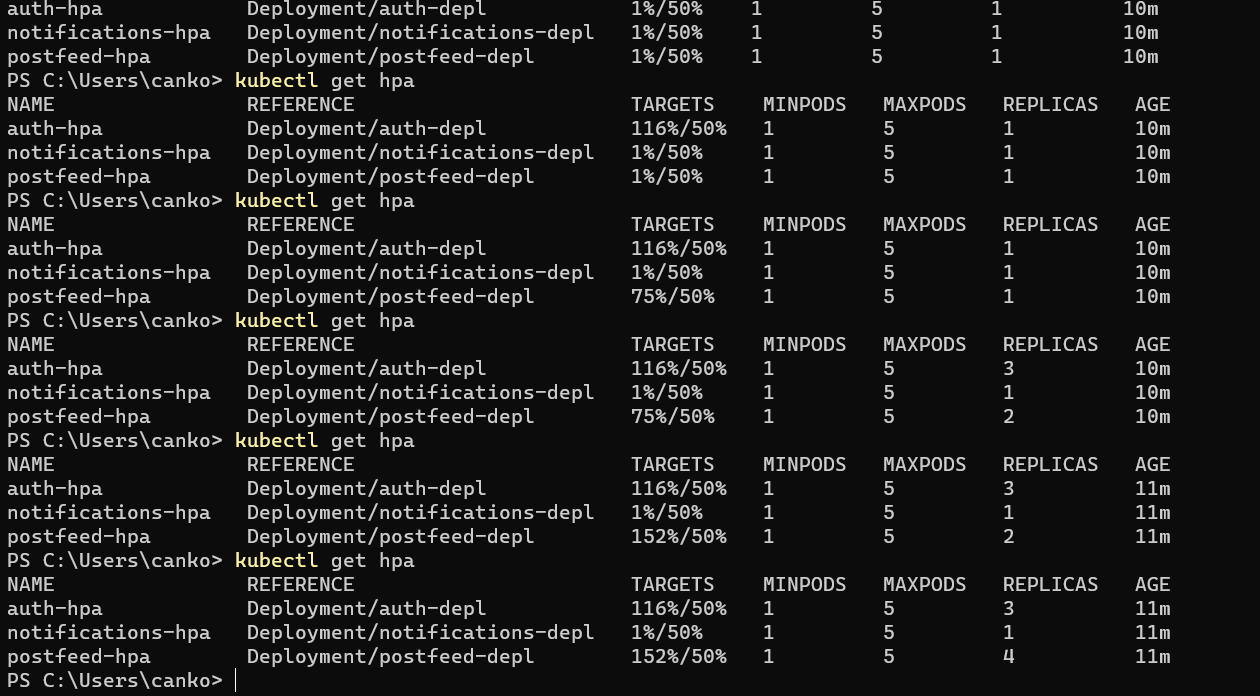 auth-hpa            Deployment/auth-depl            1%/50%    1         5         1          10m
notifications-hpa   Deployment/notifications-depl   1%/50%    1         5         1          10m
postfeed-hpa        Deployment/postfeed-depl        1%/50%    1         5         1          10m
PS C:\Users\canko> kubectl get hpa
NAME                REFERENCE                       TARGETS    MINPODS   MAXPODS   REPLICAS   AGE
auth-hpa            Deployment/auth-depl            116%/50%   1         5         1          10m
notifications-hpa   Deployment/notifications-depl   1%/50%     1         5         1          10m
postfeed-hpa        Deployment/postfeed-depl        1%/50%     1         5         1          10m
PS C:\Users\canko> kubectl get hpa
NAME                REFERENCE                       TARGETS    MINPODS   MAXPODS   REPLICAS   AGE
auth-hpa            Deployment/auth-depl            116%/50%   1         5         1          10m
notifications-hpa   Deployment/notifications-depl   1%/50%     1         5         1          10m
postfeed-hpa        Deployment/postfeed-depl        75%/50%    1         5         1          10m
PS C:\Users\canko> kubectl get hpa
NAME                REFERENCE                       TARGETS    MINPODS   MAXPODS   REPLICAS   AGE
auth-hpa            Deployment/auth-depl            116%/50%   1         5         3          10m
notifications-hpa   Deployment/notifications-depl   1%/50%     1         5         1          10m
postfeed-hpa        Deployment/postfeed-depl        75%/50%    1         5         2          10m
PS C:\Users\canko> kubectl get hpa
NAME                REFERENCE                       TARGETS    MINPODS   MAXPODS   REPLICAS   AGE
auth-hpa            Deployment/auth-depl            116%/50%   1         5         3          11m
notifications-hpa   Deployment/notifications-depl   1%/50%     1         5         1          11m
postfeed-hpa        Deployment/postfeed-depl        152%/50%   1         5         2          11m
PS C:\Users\canko> kubectl get hpa
NAME                REFERENCE                       TARGETS    MINPODS   MAXPODS   REPLICAS   AGE
auth-hpa            Deployment/auth-depl            116%/50%   1         5         3          11m
notifications-hpa   Deployment/notifications-depl   1%/50%     1         5         1          11m
postfeed-hpa        Deployment/postfeed-depl        152%/50%   1         5         4          11m
PS C:\Users\canko>